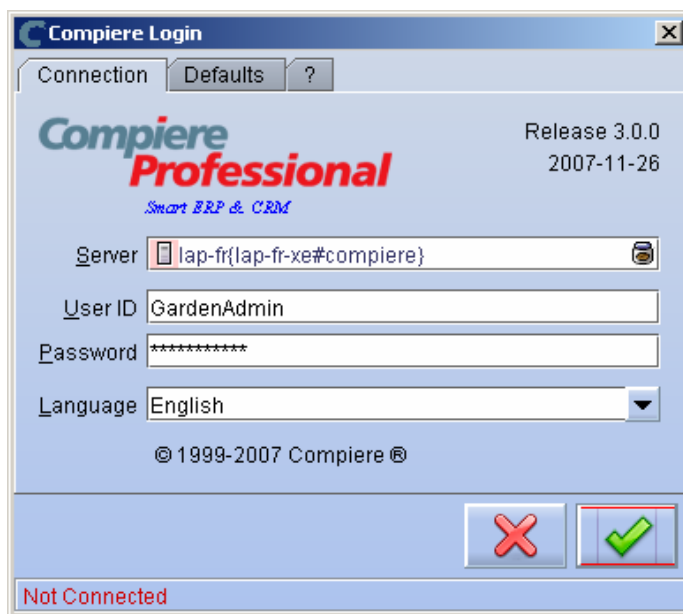 Compiere Login
Connection Defaults ?
Compiere
Professional
Smart ERP & CRM
Release 3.0.0
2007-11-26
Server lap-fr{lap-fr-xe#compiere}
User ID GardenAdmin
Password ***********
Language English
© 1999-2007 Compiere ®
Not Connected